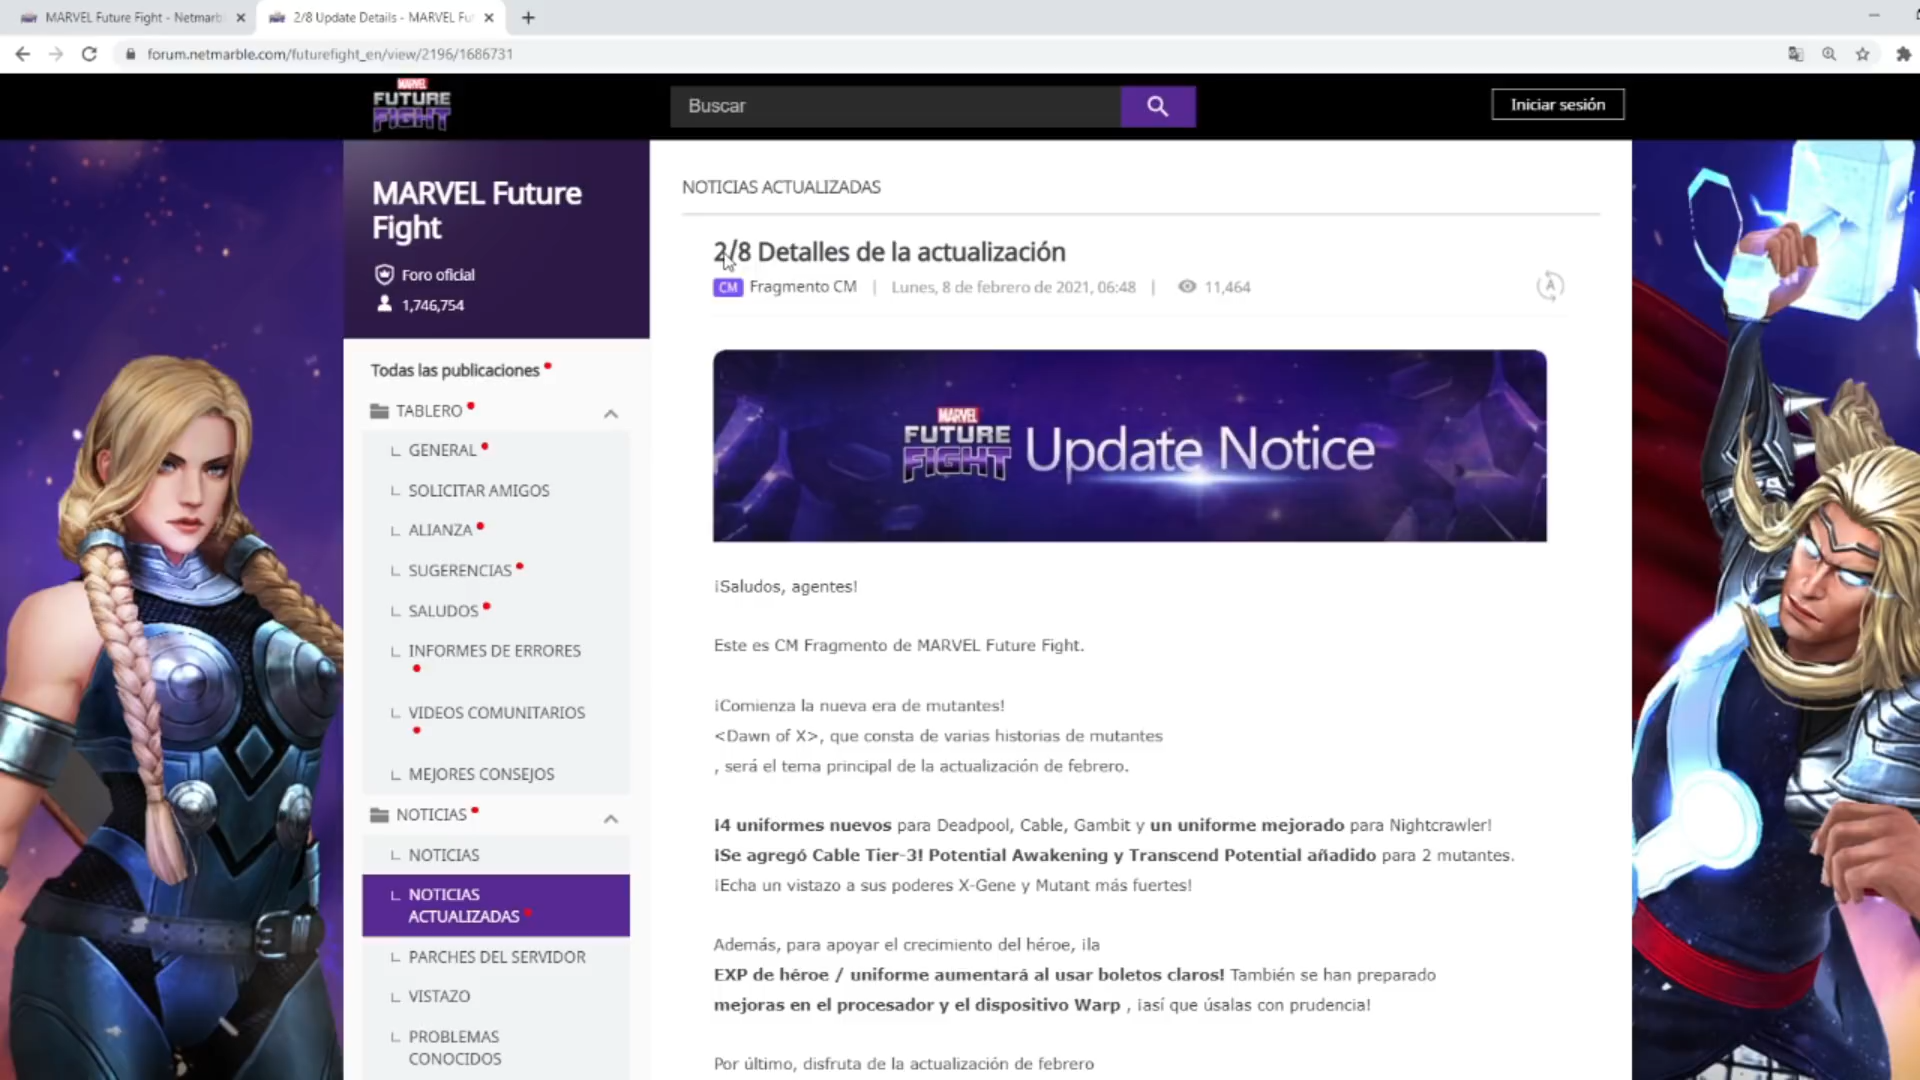 MARVEL Future Fight - Netmarb
2/8 Update Details - MARVEL Fu
forum.netmarble.com/futurefight_en/view/2196/1686731
MARVEL
FUTURE
FIGHT
Buscar
Iniciar sesión
MARVEL Future
Fight
Foro oficial
1,746,754
Todas las publicaciones
TABLERO
GENERAL
SOLICITAR AMIGOS
ALIANZA
SUGERENCIAS
SALUDOS
INFORMES DE ERRORES
VIDEOS COMUNITARIOS
MEJORES CONSEJOS
NOTICIAS
NOTICIAS
NOTICIAS
ACTUALIZADAS
PARCHES DEL SERVIDOR
VISTAZO
PROBLEMAS
CONOCIDOS
NOTICIAS ACTUALIZADAS
2/8 Detalles de la actualización
CM Fragmento CM | Lunes, 8 de febrero de 2021, 06:48 | 11,464
MARVEL
FUTURE
FIGHT
Update Notice
¡Saludos, agentes!
Este es CM Fragmento de MARVEL Future Fight.
¡Comienza la nueva era de mutantes!
<Dawn of X>, que consta de varias historias de mutantes
, será el tema principal de la actualización de febrero.
¡4 uniformes nuevos para Deadpool, Cable, Gambit y un uniforme mejorado para Nightcrawler!
¡Se agregó Cable Tier-3! Potential Awakening y Transcend Potential añadido para 2 mutantes.
¡Echa un vistazo a sus poderes X-Gene y Mutant más fuertes!
Además, para apoyar el crecimiento del héroe, ¡la
EXP de héroe / uniforme aumentará al usar boletos claros! También se han preparado
mejoras en el procesador y el dispositivo Warp , ¡así que úsalas con prudencia!
Por último, disfruta de la actualización de febrero